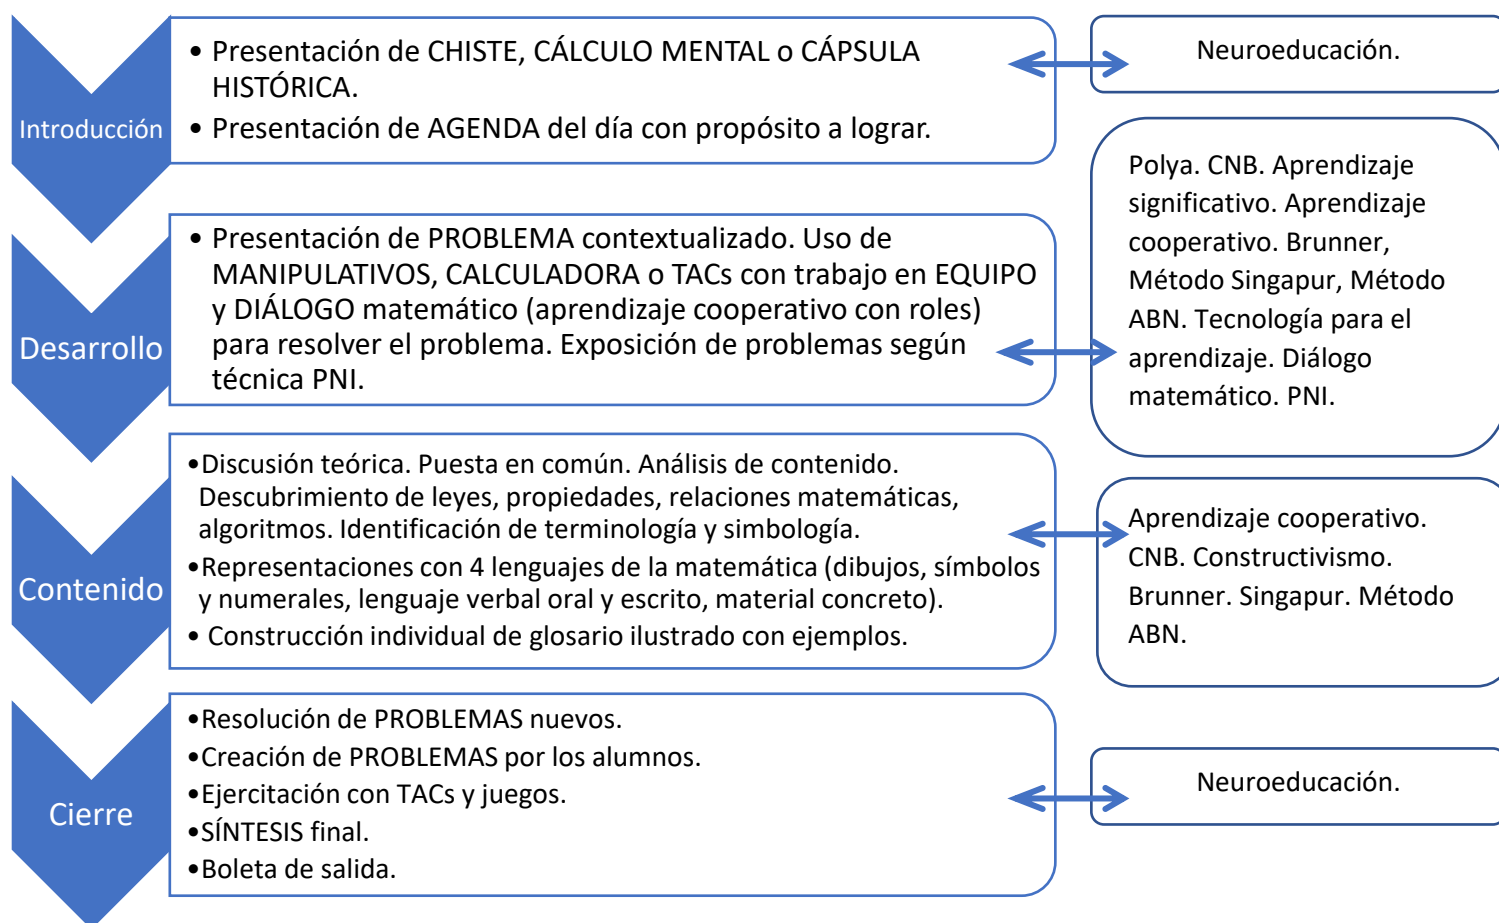 Introducción
• Presentación de CHISTE, CÁLCULO MENTAL o CÁPSULA
HISTÓRICA.
• Presentación de AGENDA del día con propósito a lograr.
Neuroeducación.
Desarrollo
• Presentación de PROBLEMA contextualizado. Uso de
MANIPULATIVOS, CALCULADORA o TACs con trabajo en EQUIPO
y DIÁLOGO matemático (aprendizaje cooperativo con roles)
para resolver el problema. Exposición de problemas según
técnica PNI.
Polya. CNB. Aprendizaje
significativo. Aprendizaje
cooperativo. Brunner,
Método Singapur, Método
ABN. Tecnología para el
aprendizaje. Diálogo
matemático. PNI.
Contenido
•Discusión teórica. Puesta en común. Análisis de contenido.
Descubrimiento de leyes, propiedades, relaciones matemáticas,
algoritmos. Identificación de terminología y simbología.
•Representaciones con 4 lenguajes de la matemática (dibujos, símbolos
y numerales, lenguaje verbal oral y escrito, material concreto).
• Construcción individual de glosario ilustrado con ejemplos.
Aprendizaje cooperativo.
CNB. Constructivismo.
Brunner. Singapur. Método
ABN.
Cierre
•Resolución de PROBLEMAS nuevos.
•Creación de PROBLEMAS por los alumnos.
•Ejercitación con TACs y juegos.
•SÍNTESIS final.
•Boleta de salida.
Neuroeducación.